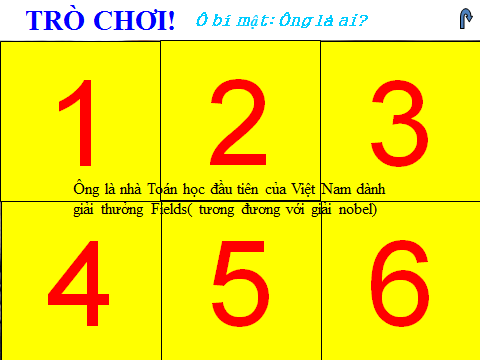 TRÒ CHƠI!
Ô bí mật: Ông là ai?
1 2 3
Ông là nhà Toán học đầu tiên của Việt Nam dành
giải thưởng Fields( tương đương với giải nobel)
4 5 6